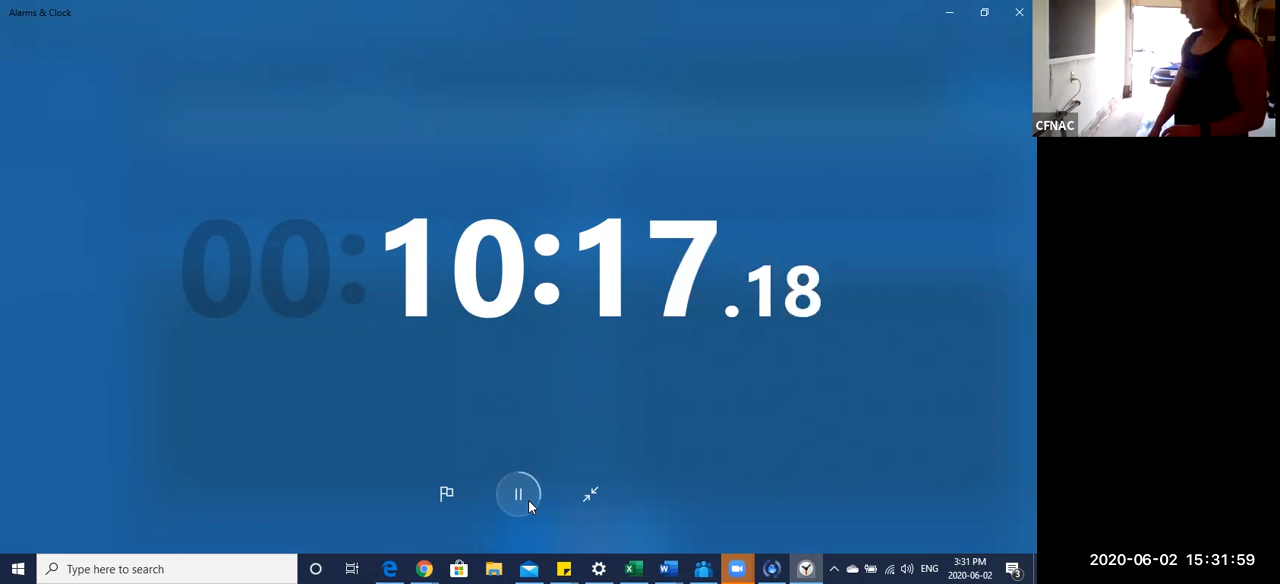 Alarms & Clock
CFNAC
00:10:17.18
Type here to search
ENG
3:31 PM
2020-06-02
3
2020-06-02 15:31:59